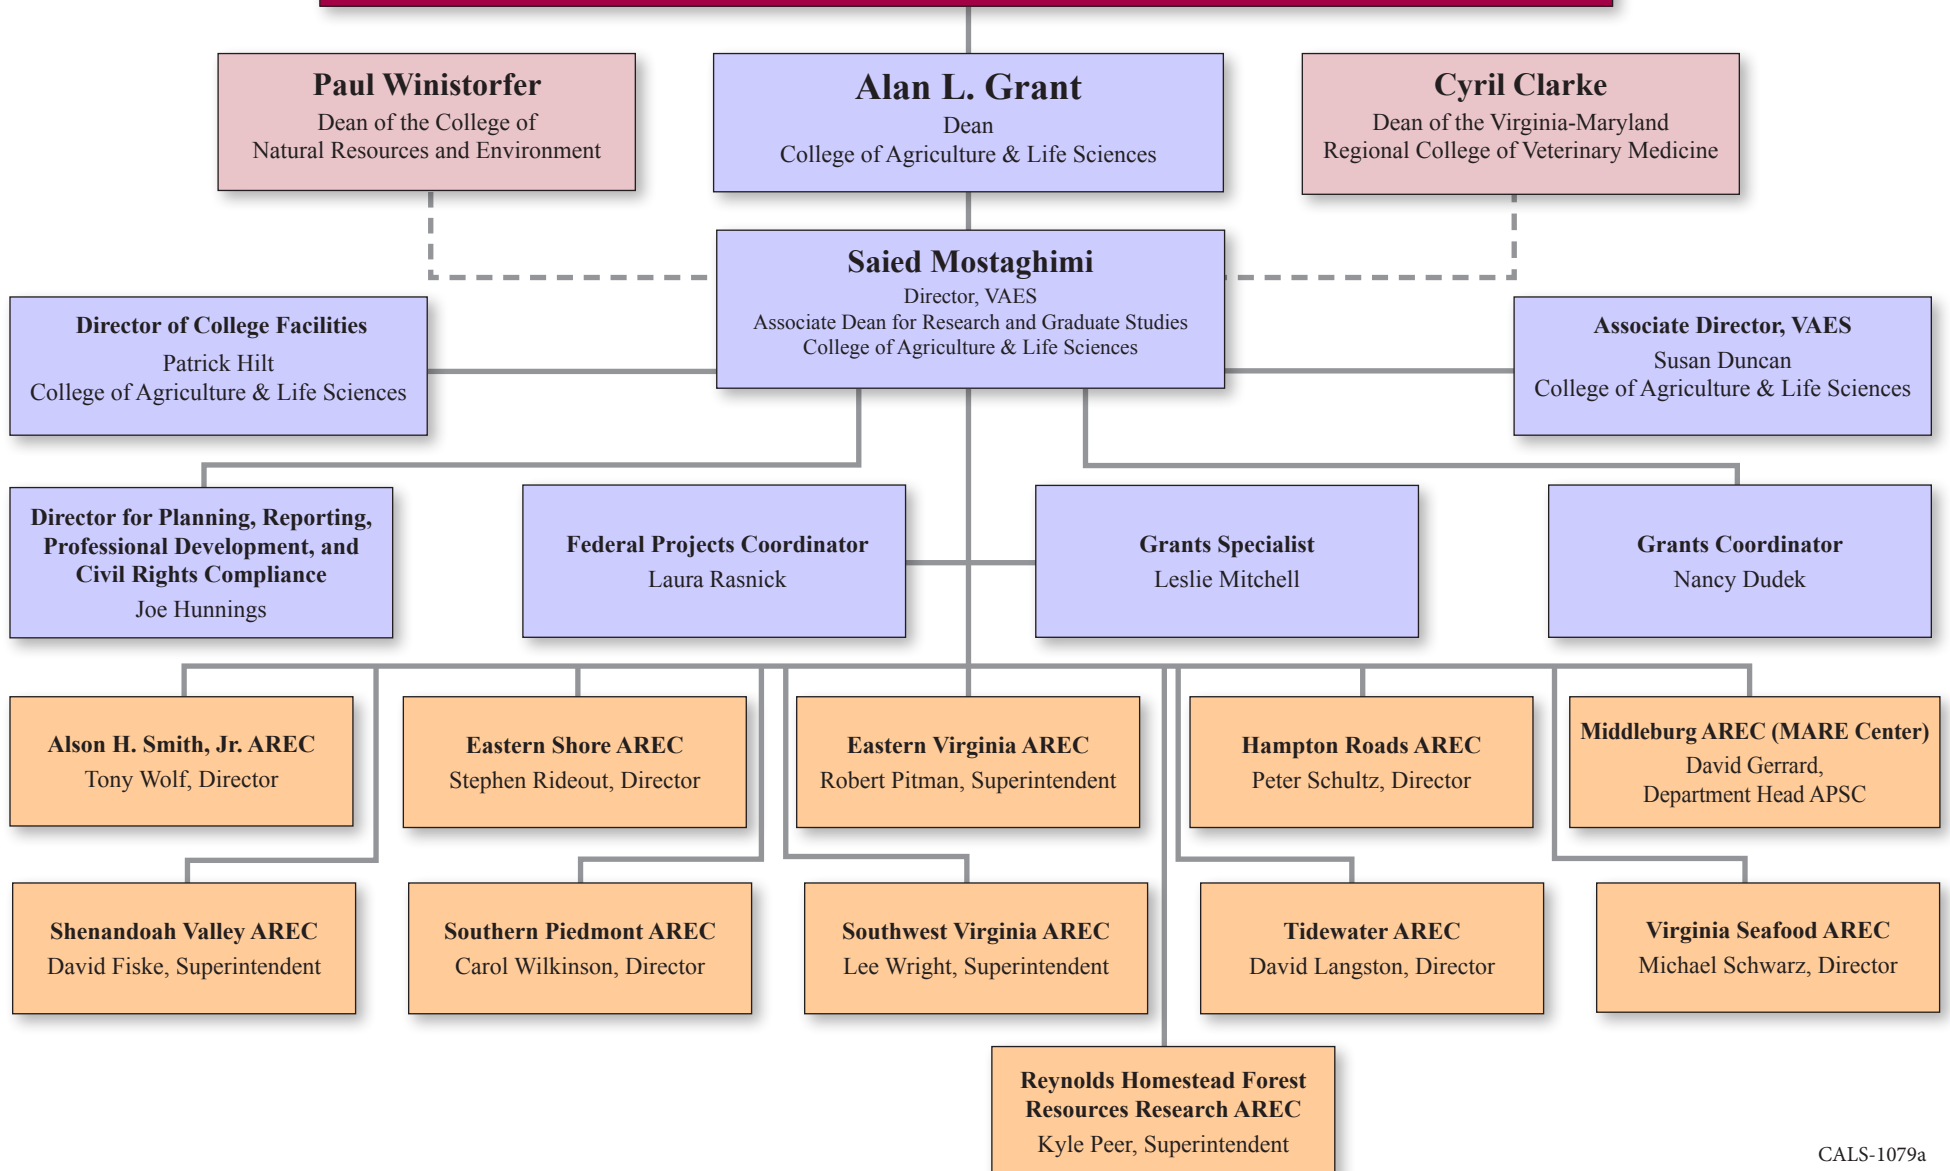 Paul Winistorfer
Dean of the College of
Natural Resources and Environment
Alan L. Grant
Dean
College of Agriculture & Life Sciences
Cyril Clarke
Dean of the Virginia-Maryland
Regional College of Veterinary Medicine
Saied Mostaghimi
Director, VAES
Associate Dean for Research and Graduate Studies
College of Agriculture & Life Sciences
Director of College Facilities
Patrick Hilt
College of Agriculture & Life Sciences
Associate Director, VAES
Susan Duncan
College of Agriculture & Life Sciences
Director for Planning, Reporting,
Professional Development, and
Civil Rights Compliance
Joe Hunnings
Federal Projects Coordinator
Laura Rasnick
Grants Specialist
Leslie Mitchell
Grants Coordinator
Nancy Dudek
Alson H. Smith, Jr. AREC
Tony Wolf, Director
Eastern Shore AREC
Stephen Rideout, Director
Eastern Virginia AREC
Robert Pitman, Superintendent
Hampton Roads AREC
Peter Schultz, Director
Middleburg AREC (MARE Center)
David Gerrard,
Department Head APSC
Shenandoah Valley AREC
David Fiske, Superintendent
Southern Piedmont AREC
Carol Wilkinson, Director
Southwest Virginia AREC
Lee Wright, Superintendent
Tidewater AREC
David Langston, Director
Virginia Seafood AREC
Michael Schwarz, Director
Reynolds Homestead Forest
Resources Research AREC
Kyle Peer, Superintendent
CALS-1079a